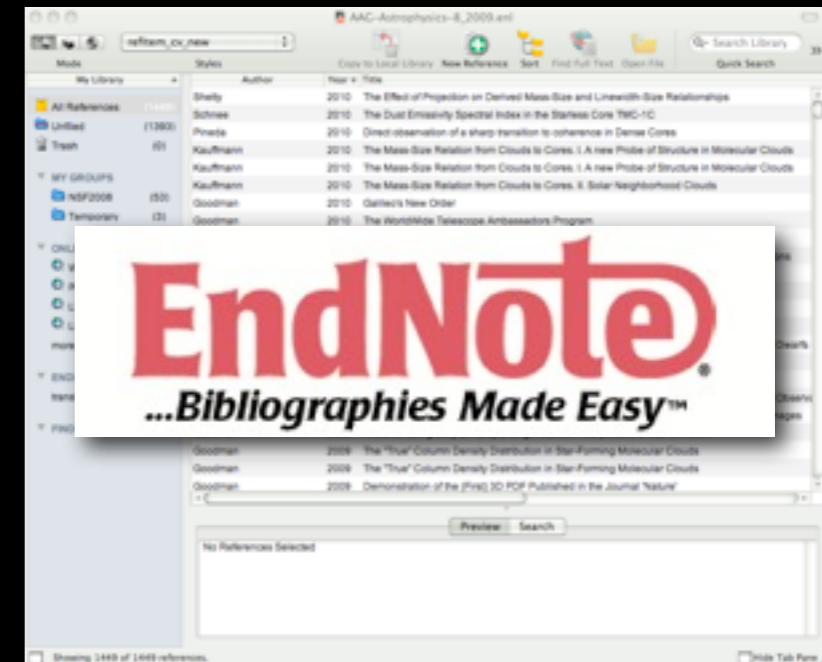 AAG-Astrophysics-8_2009.enl
refitem_cv_new
Search Library
Mode
Styles
Copy to Local Library
New Reference
Sort
Find Full Text
Open File
Quick Search
My Library
Author
Year
Title
All References
Shetty
2010
The Effect of Projection on Derived Mass-Size and Linewidth-Size Relationships
Unfiled
(1393)
Schnee
2010
The Dust Emissivity Spectral Index in the Starless Core TMC-1C
Trash
(0)
Pineda
2010
Direct observation of a sharp transition to coherence in Dense Cores
Kauffmann
2010
The Mass-Size Relation from Clouds to Cores. I. A new Probe of Structure in Molecular Clouds
MY GROUPS
Kauffmann
2010
The Mass-Size Relation from Clouds to Cores. I. A new Probe of Structure in Molecular Clouds
NSF2008
(53)
Kauffmann
2010
The Mass-Size Relation from Clouds to Cores. II. Solar Neighborhood Clouds
Temporary
(3)
Goodman
2010
Galileo's New Order
Goodman
2010
The WorldWide Telescope Ambassadors Program
EndNote®
...Bibliographies Made Easy™
Goodman
2009
The "True" Column Density Distribution in Star-Forming Molecular Clouds
Goodman
2009
The "True" Column Density Distribution in Star-Forming Molecular Clouds
Goodman
2009
Demonstration of the (First) 3D PDF Published in the Journal "Nature"
Preview
Search
No References Selected
Showing 1449 of 1449 references.
Hide Tab Pane